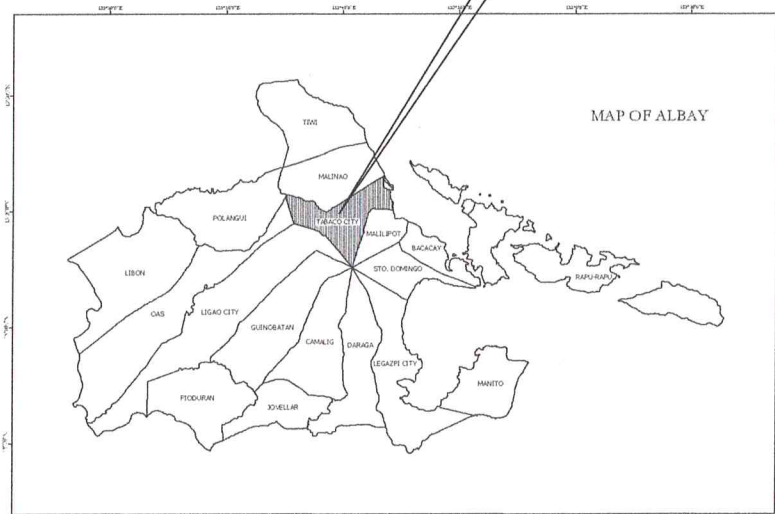 MAP OF ALBAY
TIWI
MALINAO
TABACO CITY
POLANGUI
MALILIPOT
BACACAY
STO. DOMINGO
LIBON
RAPU-RAPU
OAS
LIGAO CITY
GUINOBATAN
CAMALIG
DARAGA
LEGAZPI CITY
MANITO
PIODURAN
JOVELLAR